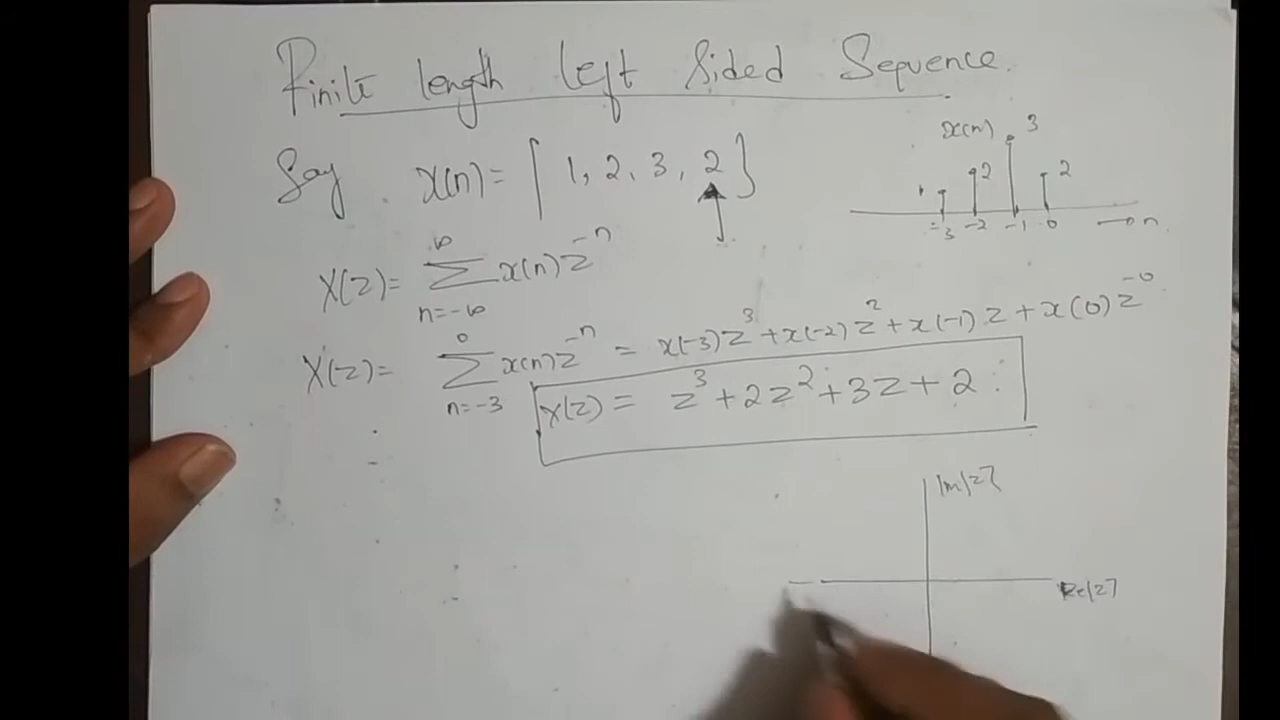 Finite length left Sided Sequence.
Say x(n) = [ 1, 2, 3, 2 }
x(n) 3
2 2
-3 -2 -1 0 → n
X(z) = ∑ x(n) z^-n
∞
n=-∞
X(z) = ∑ x(n) z^-n = x(-3) z^3 + x(-2) z^2 + x(-1) z + x(0) z^-0
0
n=-3
X(z) = z^3 + 2z^2 + 3z + 2
Im|z}
Re|z}